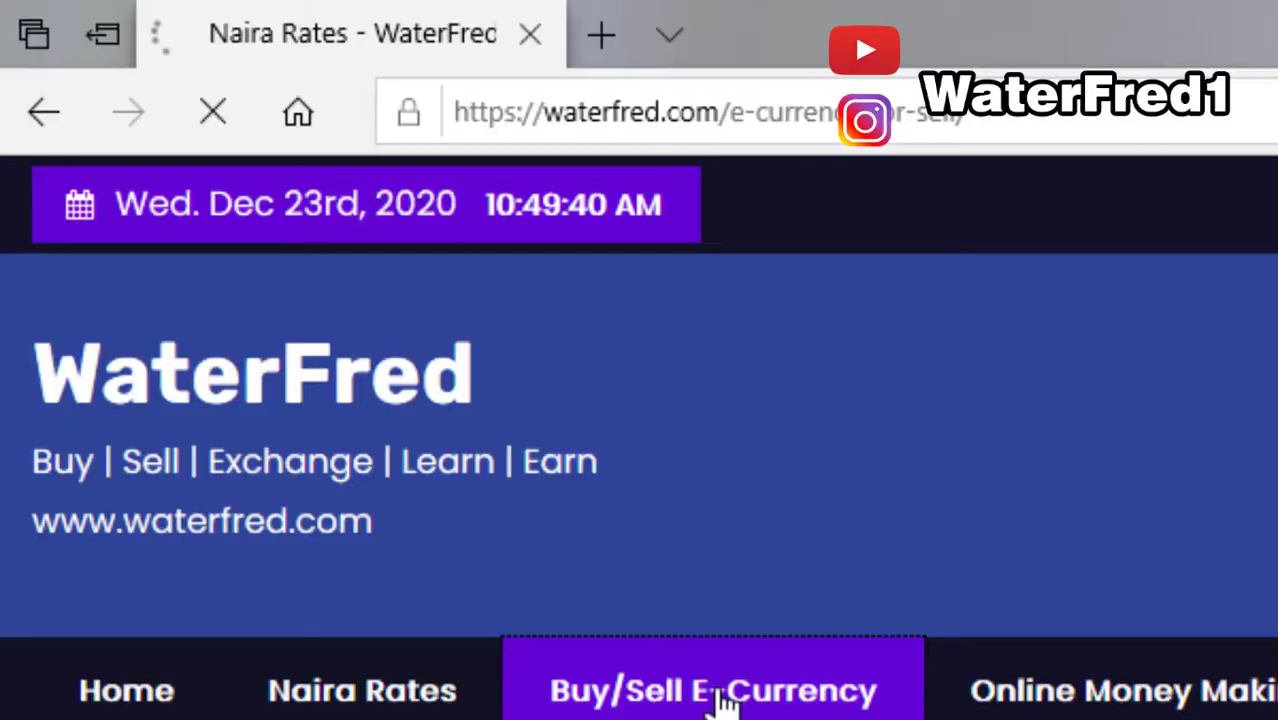 Naira Rates - WaterFred
WaterFred1
https://waterfred.com/e-curren
Wed. Dec 23rd, 2020 10:49:40 AM
WaterFred
Buy | Sell | Exchange | Learn | Earn
www.waterfred.com
Home Naira Rates Buy/Sell E-Currency Online Money Maki